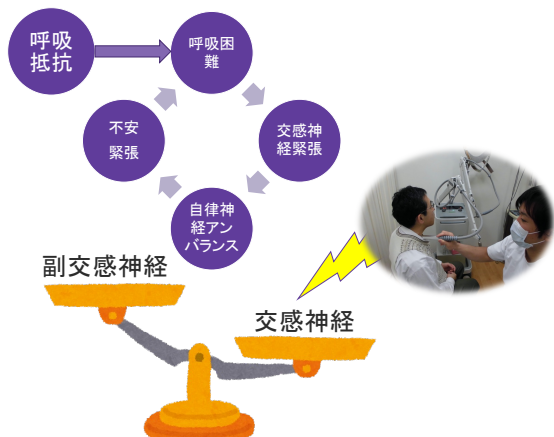 呼吸
抵抗
呼吸困
難
交感神
経緊張
自律神
経アン
バランス
不安
緊張
副交感神経
交感神経